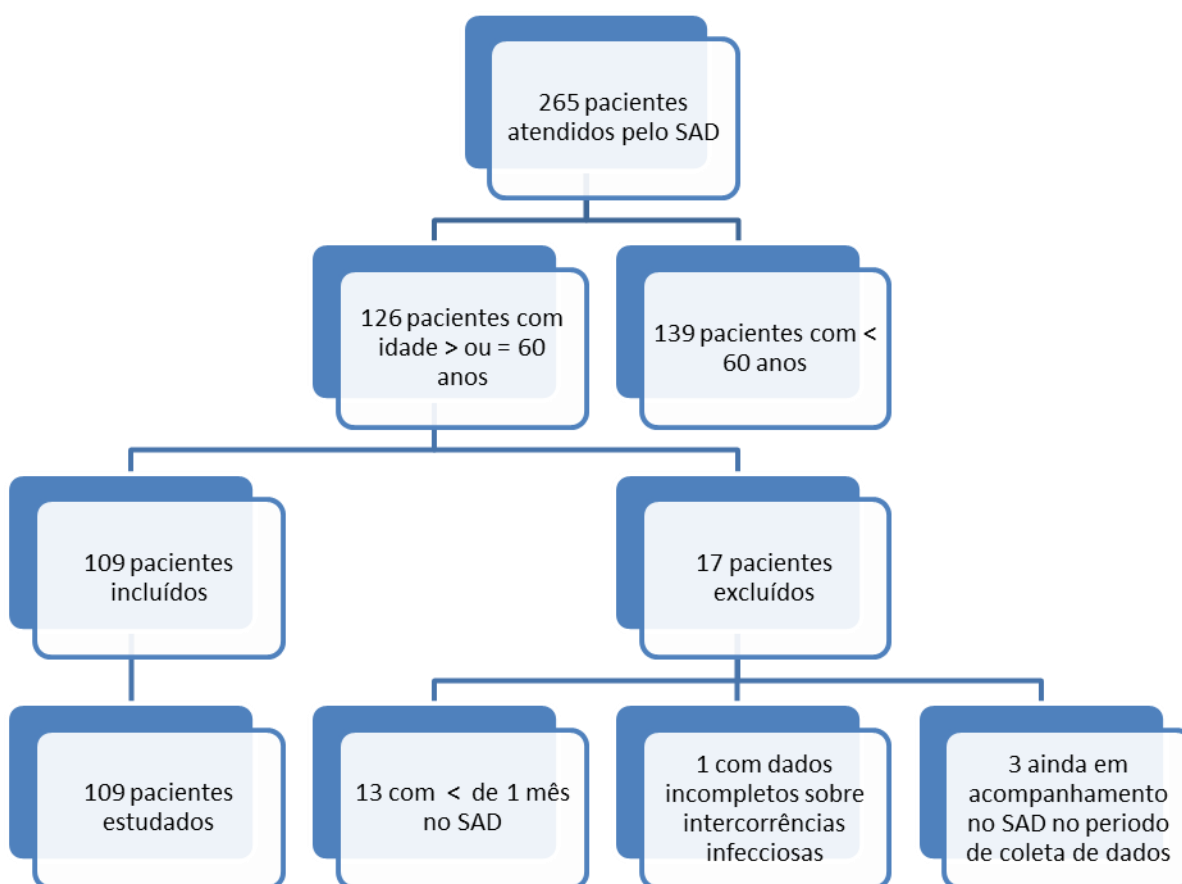 265 pacientes
atendidos pelo SAD
126 pacientes com
idade > ou = 60
anos
139 pacientes com <
60 anos
109 pacientes
incluídos
17 pacientes
excluídos
109 pacientes
estudados
13 com < de 1 mês
no SAD
1 com dados
incompletos sobre
intercorrências
infecciosas
3 ainda em
acompanhamento
no SAD no periodo
de coleta de dados